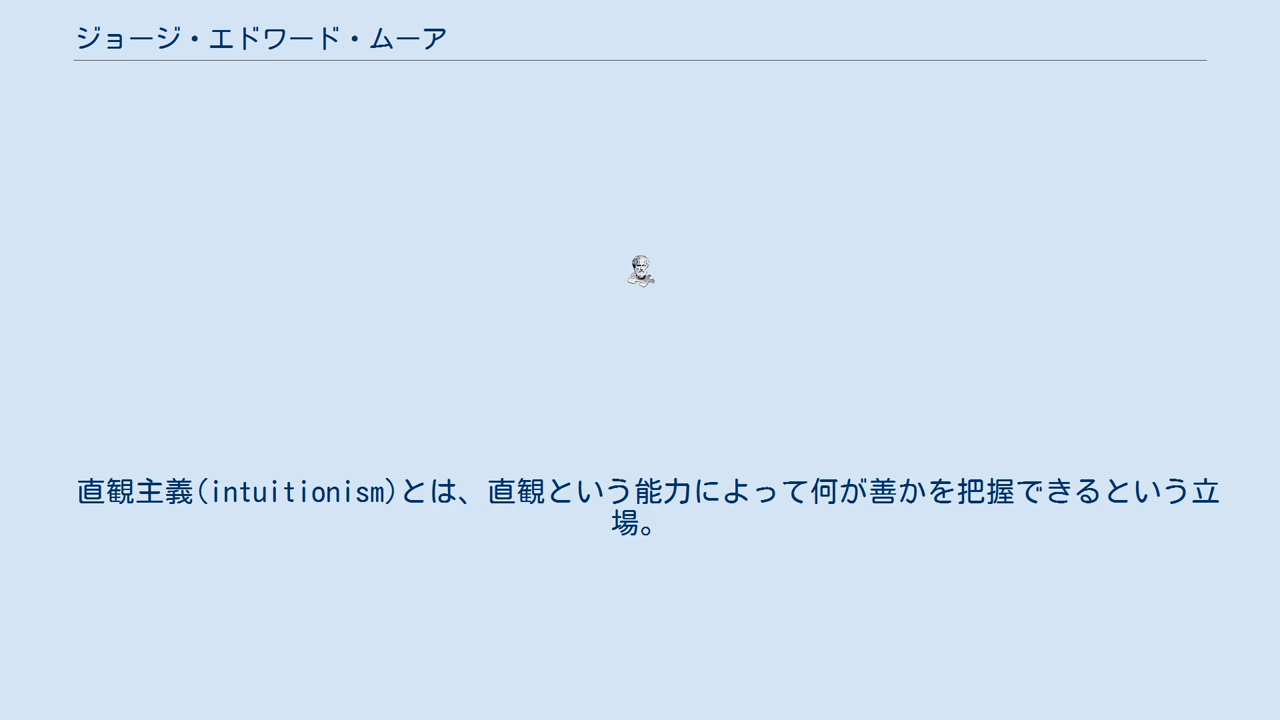 ジョージ・エドワード・ムーア
直観主義(intuitionism)とは、直観という能力によって何が善かを把握できるという立
場。